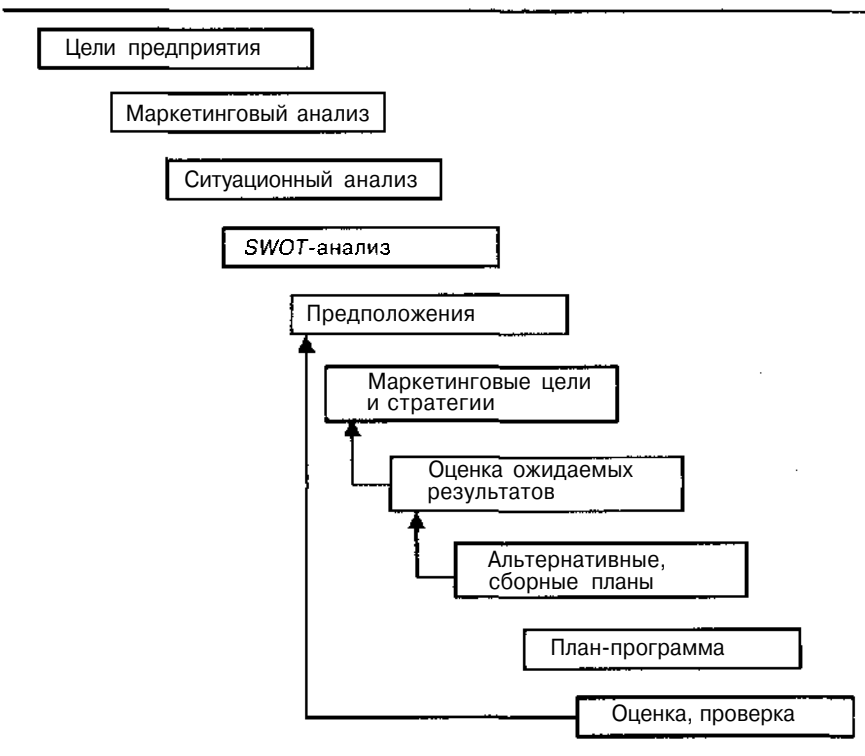 Цели предприятия
Маркетинговый анализ
Ситуационный анализ
SWOT-анализ
Предположения
Маркетинговые цели
и стратегии
Оценка ожидаемых
результатов
Альтернативные,
сборные планы
План-программа
Оценка, проверка